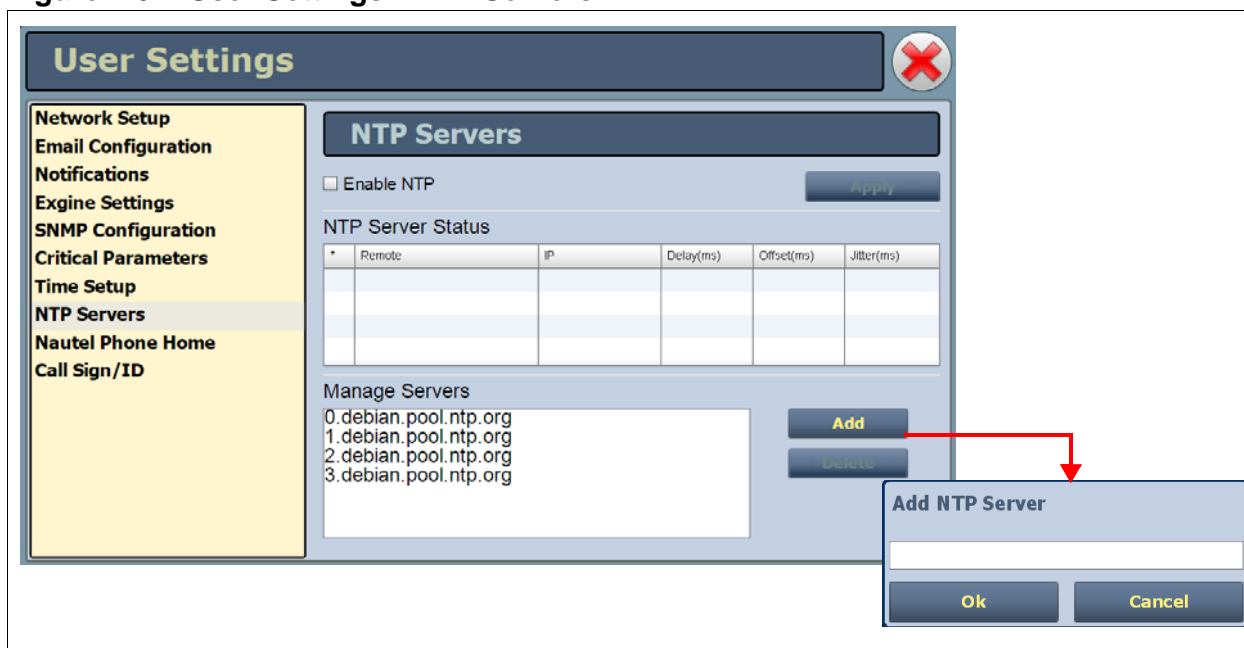 User Settings
Network Setup
Email Configuration
Notifications
Exgine Settings
SNMP Configuration
Critical Parameters
Time Setup
NTP Servers
Nautel Phone Home
Call Sign/ID
NTP Servers
Enable NTP
Apply
NTP Server Status
* Remote IP Delay(ms) Offset(ms) Jitter(ms)
Manage Servers
0.debian.pool.ntp.org
1.debian.pool.ntp.org
2.debian.pool.ntp.org
3.debian.pool.ntp.org
Add
Delete
Add NTP Server
Ok
Cancel